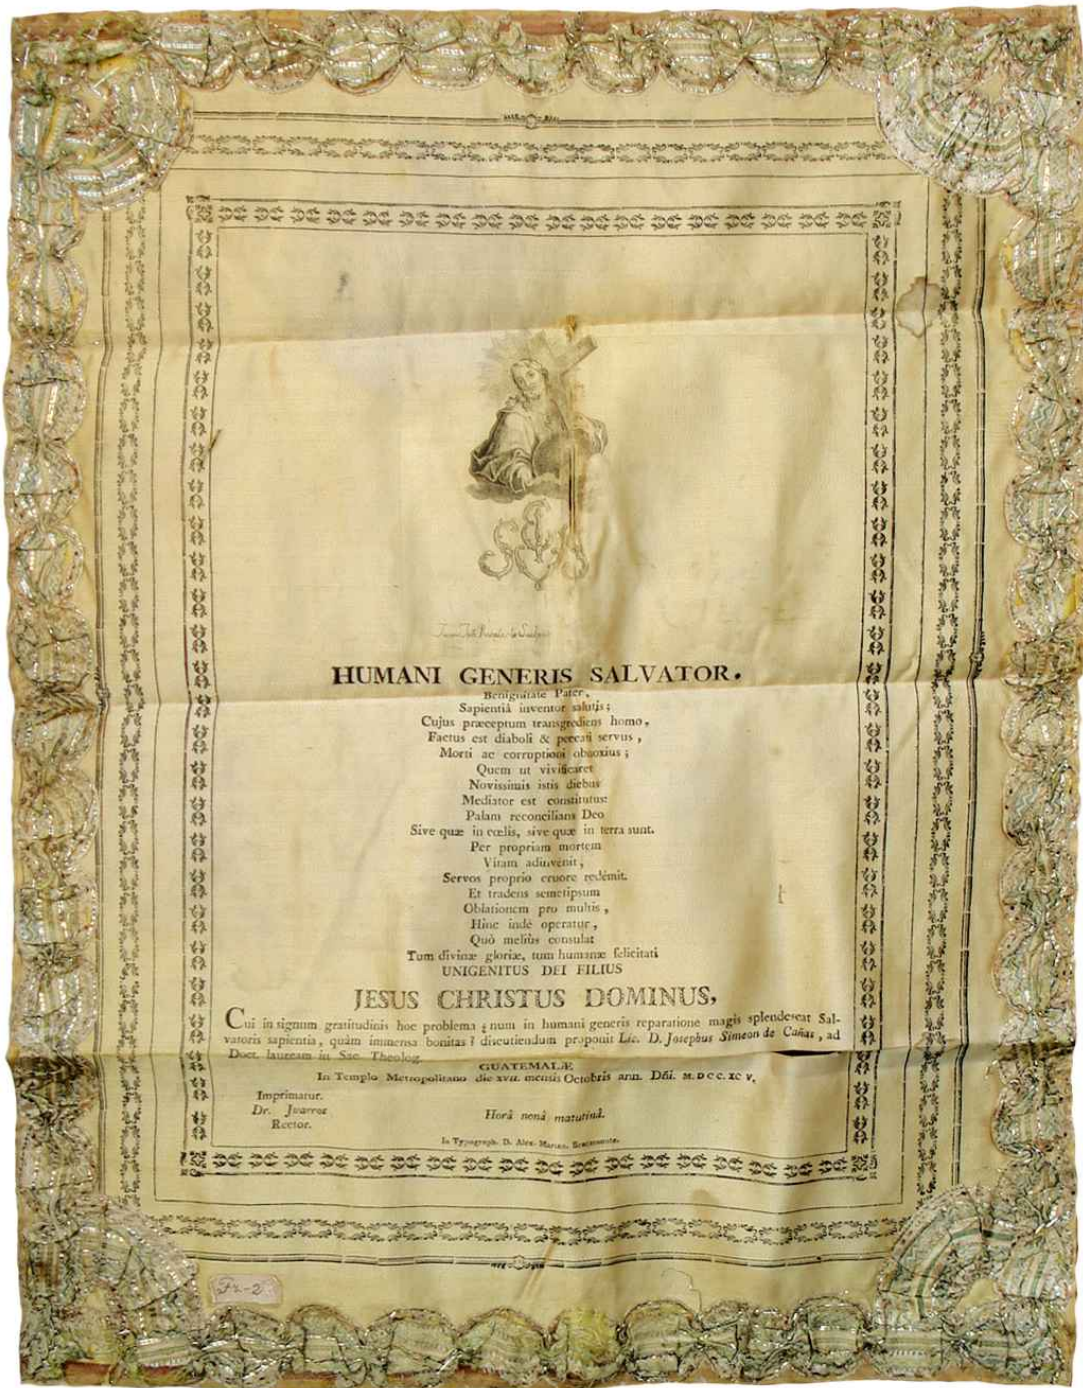 HUMANI GENERIS SALVATOR.
Benignitate Pater,
Sapientiâ inventor salutis;
Cujus præceptum transgrediens homo,
Factus est diaboli & peccati servus,
Morti ac corruptioni obnoxius;
Quem ut vivificaret
Novissimis istis diebus
Mediator est constitutus:
Palam reconcilians Deo
Sive quæ in cœlis, sive quæ in terra sunt.
Per propriam mortem
Vitam adinvenit,
Servos proprio cruore redémit.
Et tradens semetipsum
Oblationem pro multis,
Hinc indè operatur,
Quò meliùs consulat
Tum divinæ gloriæ, tum humanæ felicitati
UNIGENITUS DEI FILIUS
JESUS CHRISTUS DOMINUS,
Cui in signum gratitudinis hoc problema ¿ num in humani generis reparatione magis splendescat Sal-
vatoris sapientia, quàm immensa bonitas? discutiendum proponit Lic. D. Josephus Simeon de Cañas, ad
Doct. lauream in Sac. Theolog.
GUATEMALÆ
In Templo Metropolitano die XVII. mensis Octobris ann. Dñi. M.DCC.XCV.
Imprimatur.
Dr. Juarros
Rector.
Horâ nonâ matutinâ.
In Typograph. D. Alex. Marian.